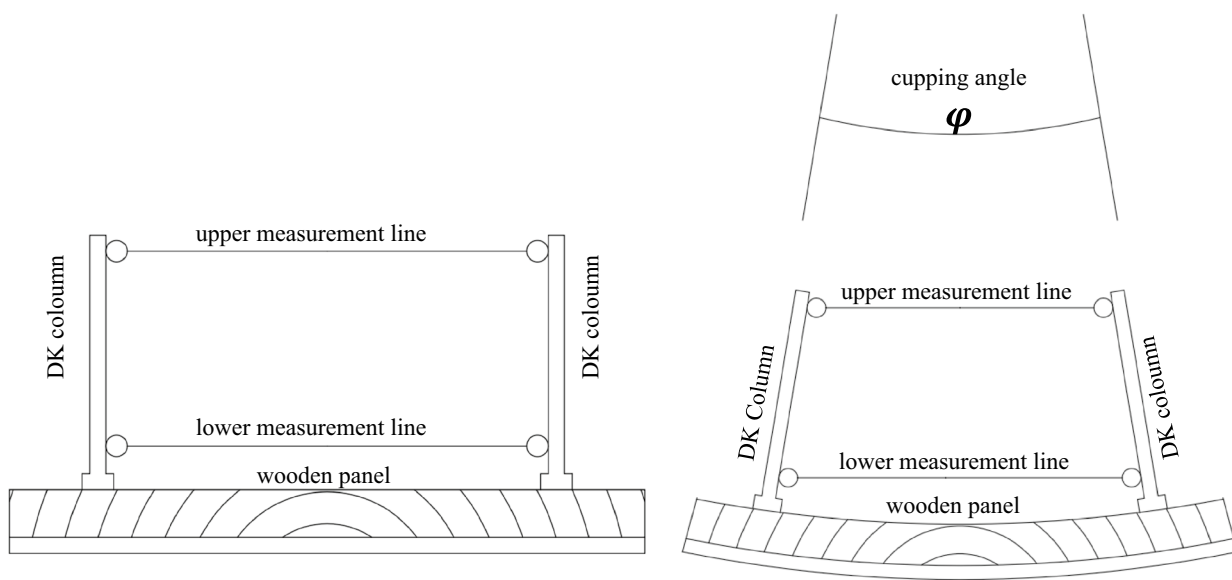 upper measurement line
DK coloumn
DK coloumn
lower measurement line
wooden panel
cupping angle
φ
upper measurement line
DK Column
DK coloumn
lower measurement line
wooden panel